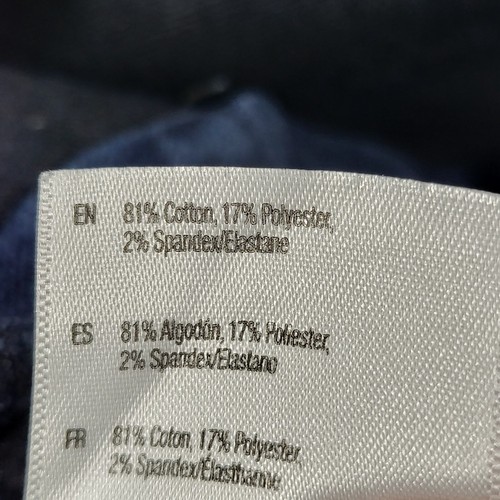 EN 81% Cotton, 17% Polyester,
2% Spandex/Elastane
ES 81% Algodón, 17% Poliester,
2% Spandex/Elastano
FR 81% Coton, 17% Polyester,
2% Spandex/Élasthanne